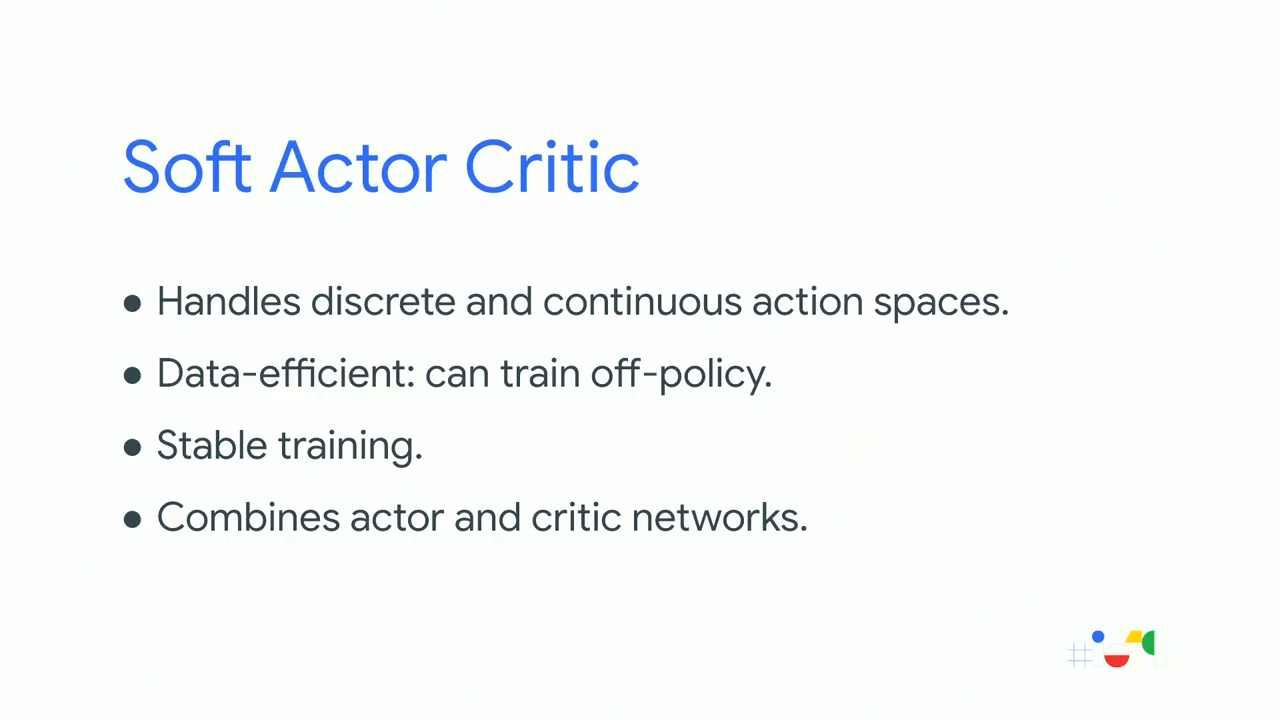 Soft Actor Critic
● Handles discrete and continuous action spaces.
● Data-efficient: can train off-policy.
● Stable training.
● Combines actor and critic networks.